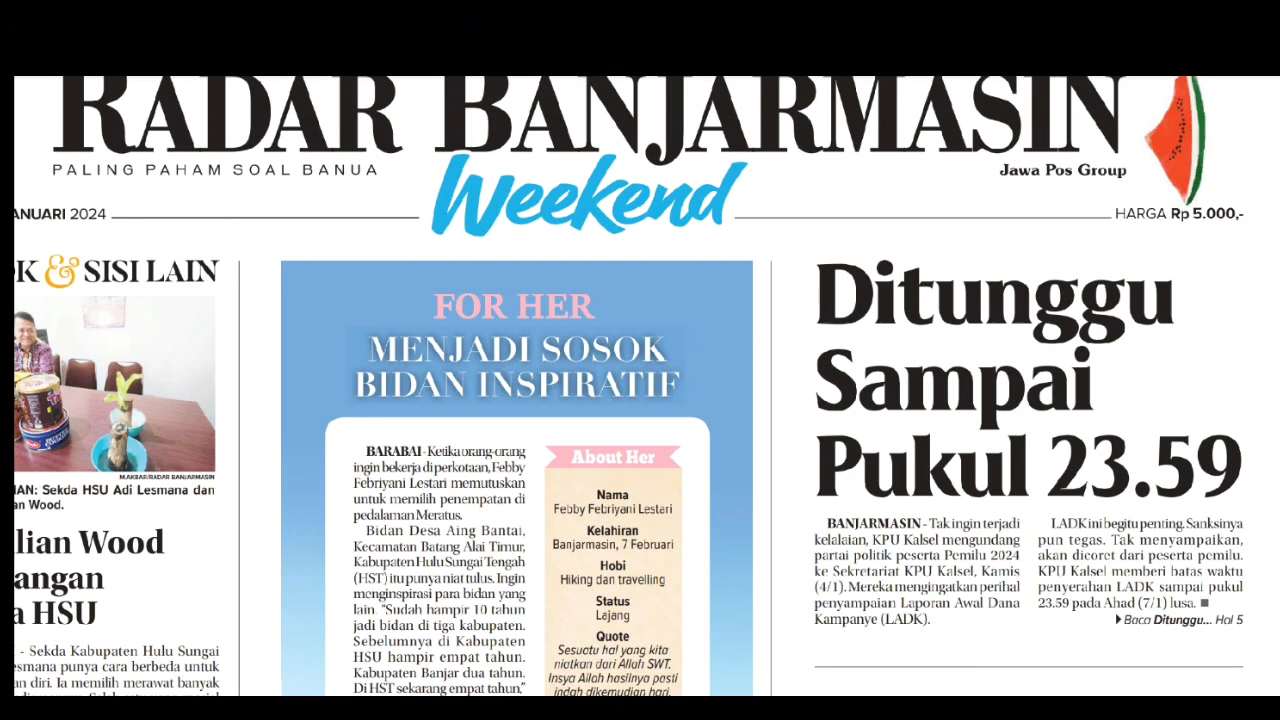 RADAR BANJARMASIN
PALING PAHAM SOAL BANUA
Weekend
Jawa Pos Group
ANUARI 2024
HARGA Rp 5.000,-
OK & SISI LAIN
M.AKBAR/RADAR BANJARMASIN
MAN: Sekda HSU Adi Lesmana dan
an Wood.
lian Wood
angan
a HSU
- Sekda Kabupaten Hulu Sungai
smana punya cara berbeda untuk
an diri. Ia memilih merawat banyak
FOR HER
MENJADI SOSOK
BIDAN INSPIRATIF
BARABAI - Ketika orang-orang
ingin bekerja di perkotaan, Febby
Febriyani Lestari memutuskan
untuk memilih penempatan di
pedalaman Meratus.
Bidan Desa Aing Bantai,
Kecamatan Batang Alai Timur,
Kabupaten Hulu Sungai Tengah
(HST) itu punya niat tulus. Ingin
menginspirasi para bidan yang
lain. “Sudah hampir 10 tahun
jadi bidan di tiga kabupaten.
Sebelumnya di Kabupaten
HSU hampir empat tahun.
Kabupaten Banjar dua tahun.
Di HST sekarang empat tahun,”
About Her
Nama
Febby Febriyani Lestari
Kelahiran
Banjarmasin, 7 Februari
Hobi
Hiking dan travelling
Status
Lajang
Quote
Sesuatu hal yang kita
niatkan dari Allah SWT.
Insya Allah hasilnya pasti
indah dikemudian hari.
Ditunggu
Sampai
Pukul 23.59
BANJARMASIN - Tak ingin terjadi
kelalaian, KPU Kalsel mengundang
partai politik peserta Pemilu 2024
ke Sekretariat KPU Kalsel, Kamis
(4/1). Mereka mengingatkan perihal
penyampaian Laporan Awal Dana
Kampanye (LADK).
LADK ini begitu penting. Sanksinya
pun tegas. Tak menyampaikan,
akan dicoret dari peserta pemilu.
KPU Kalsel memberi batas waktu
penyerahan LADK sampai pukul
23.59 pada Ahad (7/1) lusa.
Baca Ditunggu... Hal 5